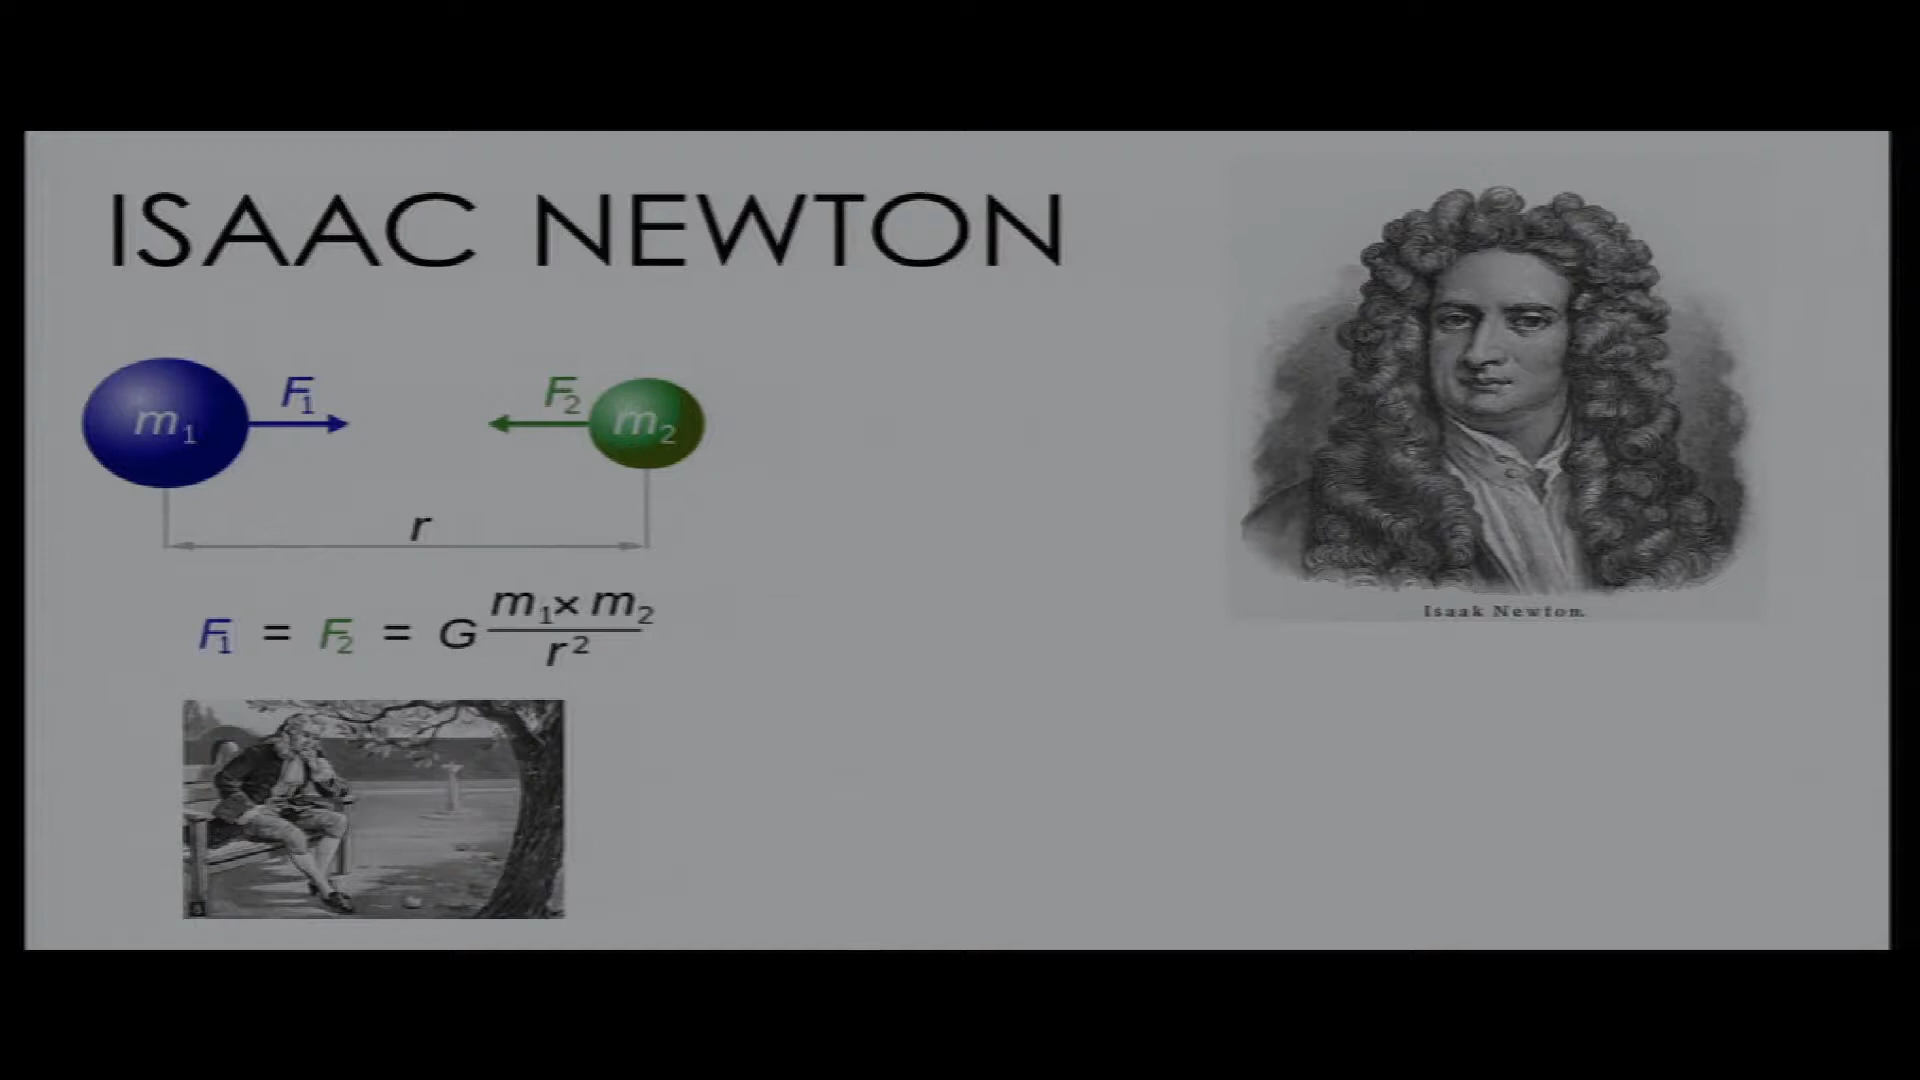 ISAAC NEWTON
m₁ F₁ F₂ m₂
r
F₁ = F₂ = G m₁ × m₂ / r²
Isaak Newton.